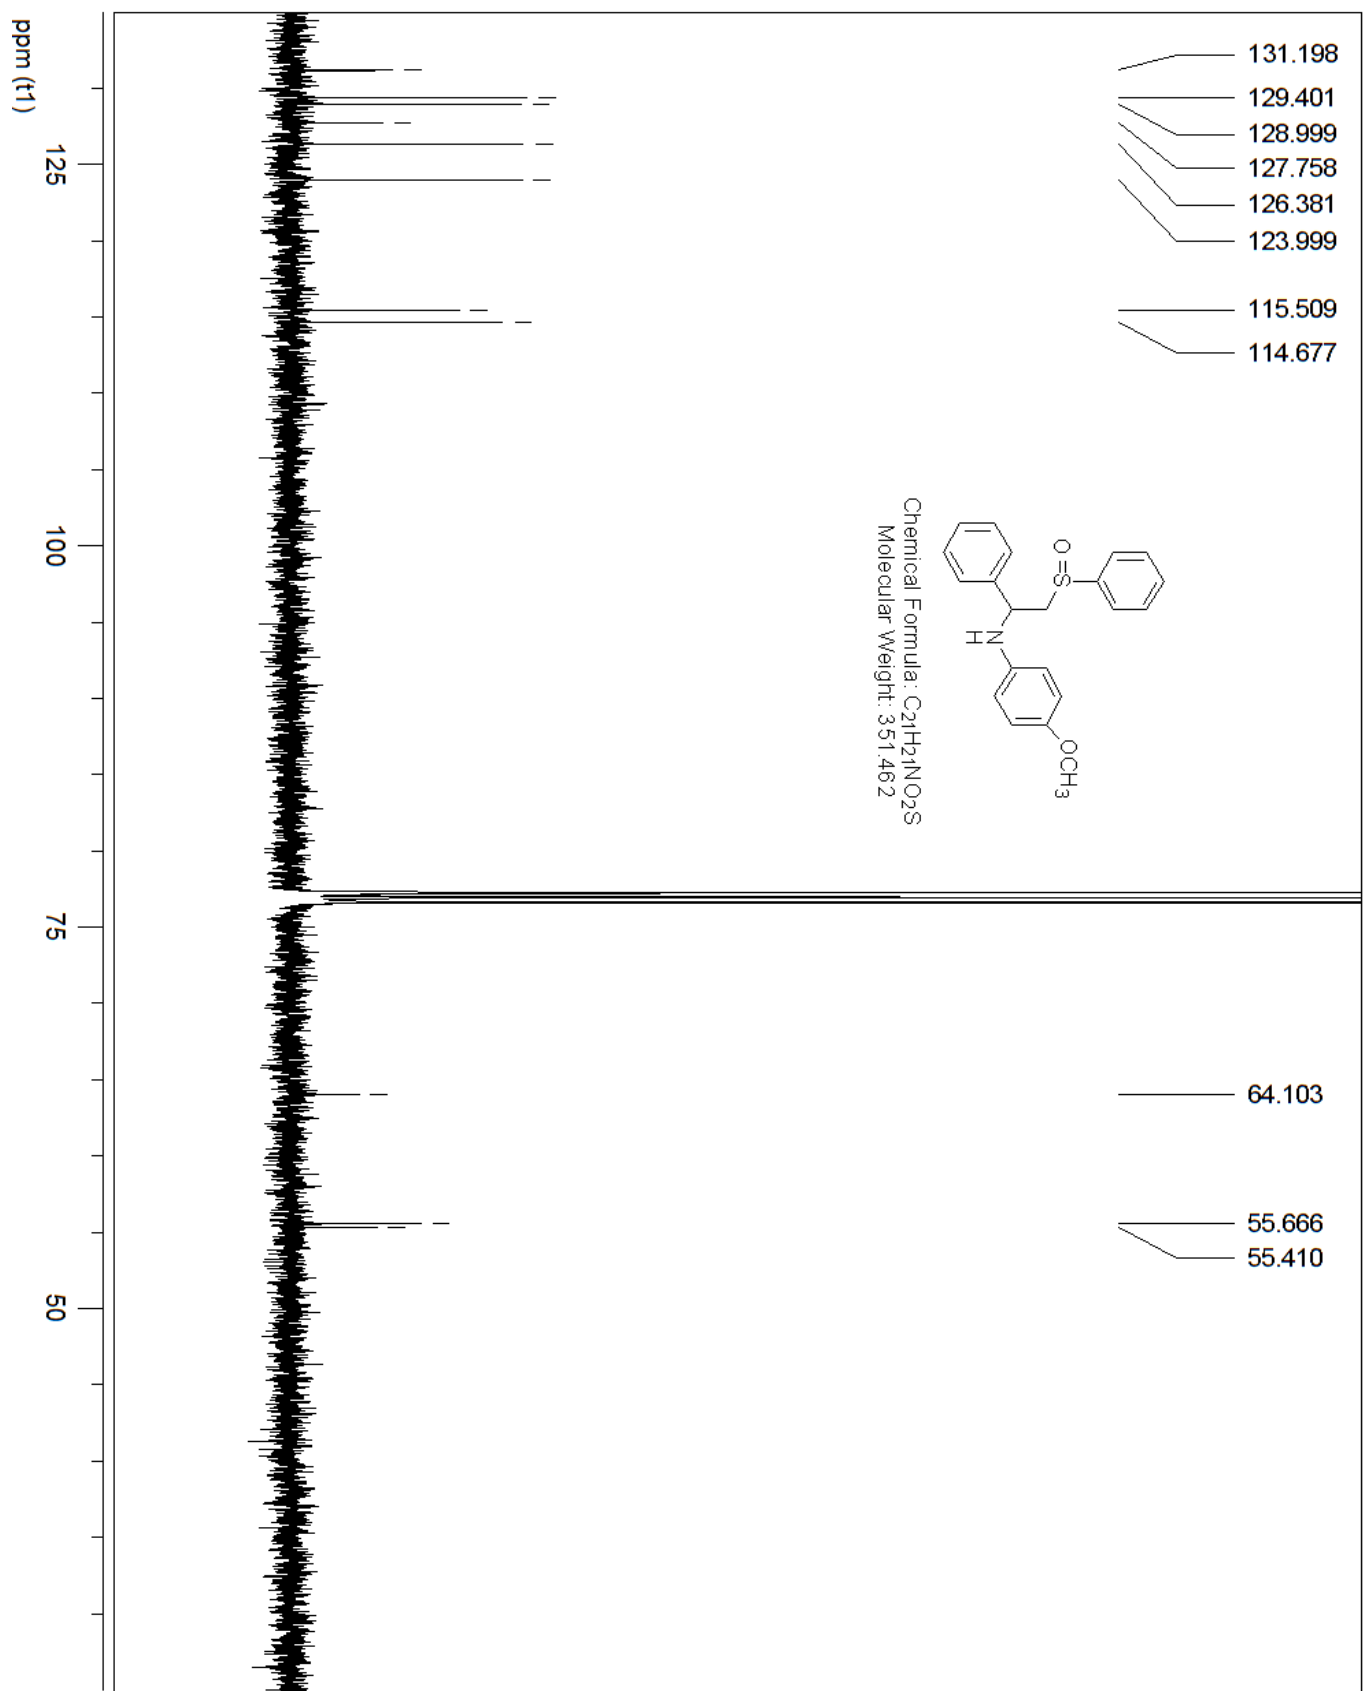 131.198
129.401
128.999
127.758
126.381
123.999
115.509
114.677
64.103
55.666
55.410
O
S
H
N
OCH3
Chemical Formula: C21H21NO2S
Molecular Weight: 351.462
125
100
75
50
ppm (t1)